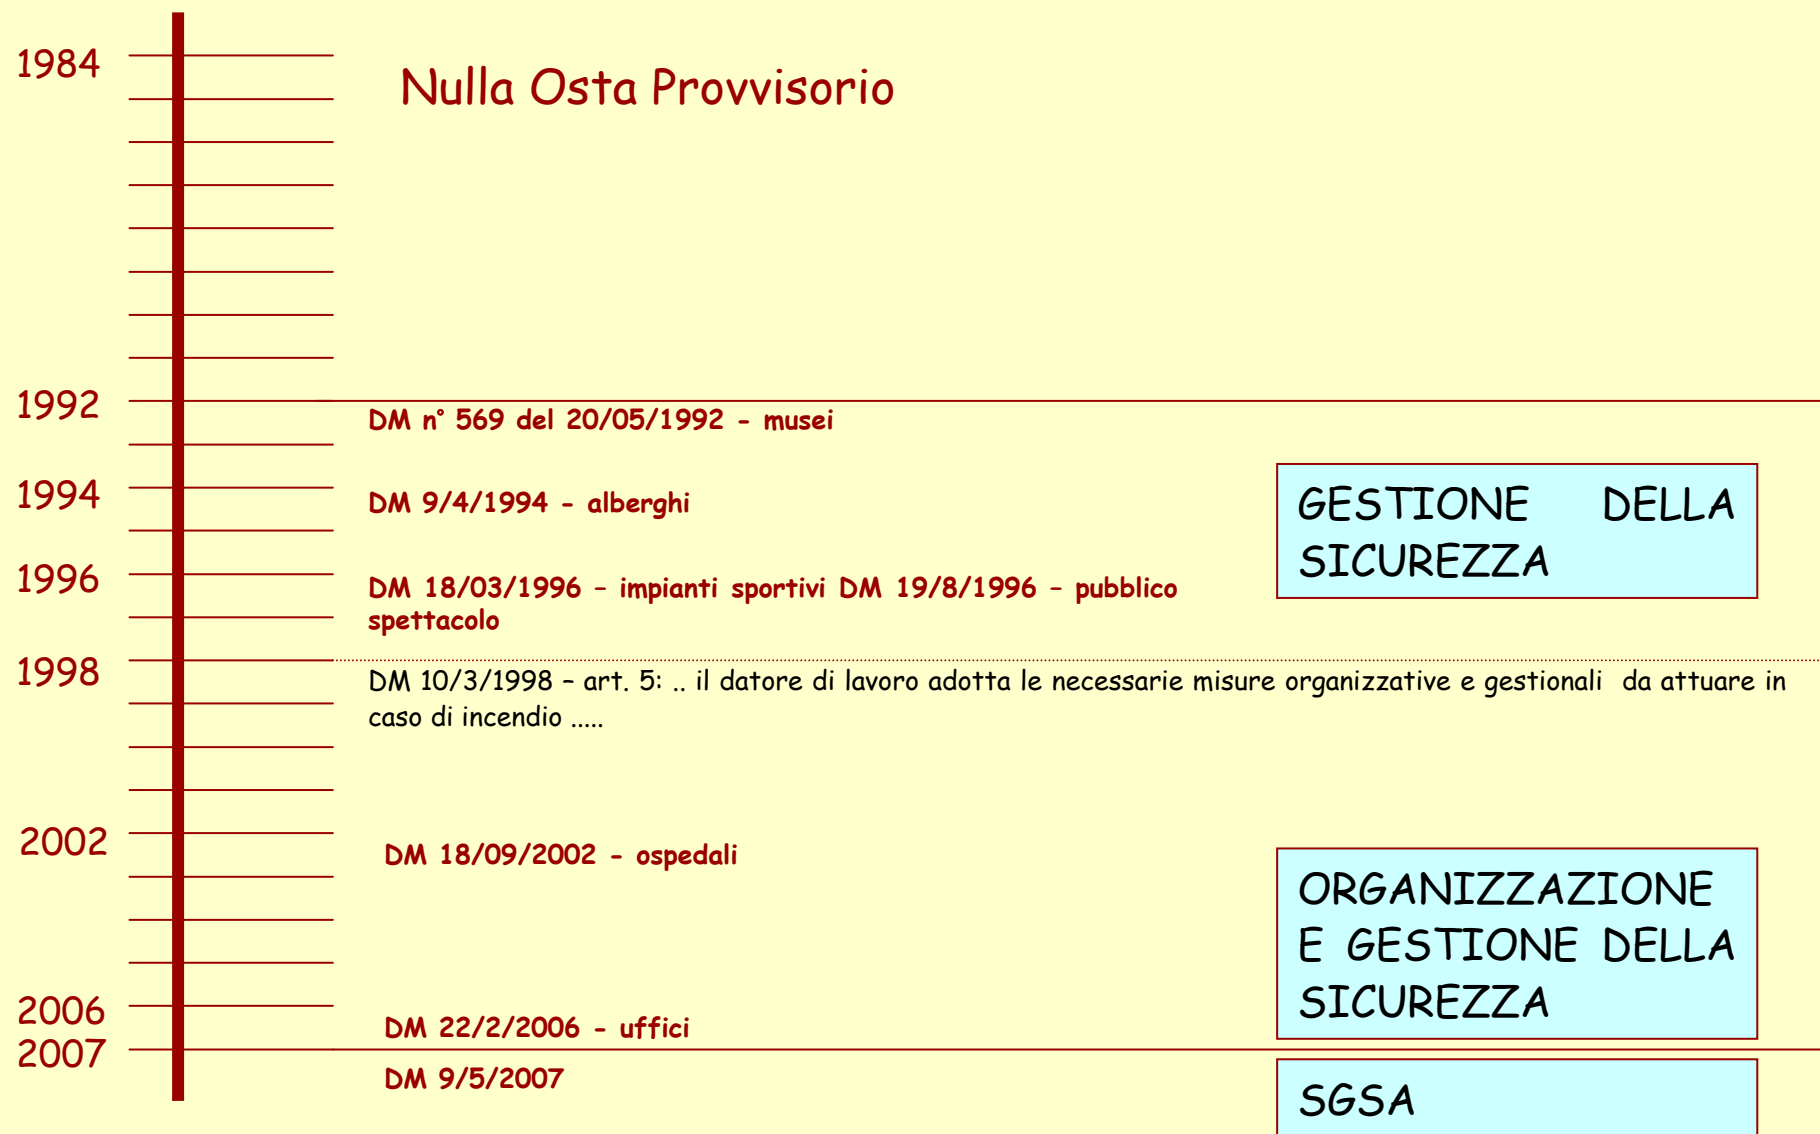 1984
Nulla Osta Provvisorio
1992
DM n° 569 del 20/05/1992 - musei
1994
DM 9/4/1994 - alberghi
GESTIONE DELLA
SICUREZZA
1996
DM 18/03/1996 – impianti sportivi DM 19/8/1996 – pubblico
spettacolo
1998
DM 10/3/1998 – art. 5: .. il datore di lavoro adotta le necessarie misure organizzative e gestionali da attuare in
caso di incendio .....
2002
DM 18/09/2002 - ospedali
ORGANIZZAZIONE
E GESTIONE DELLA
SICUREZZA
2006
DM 22/2/2006 - uffici
2007
DM 9/5/2007
SGSA